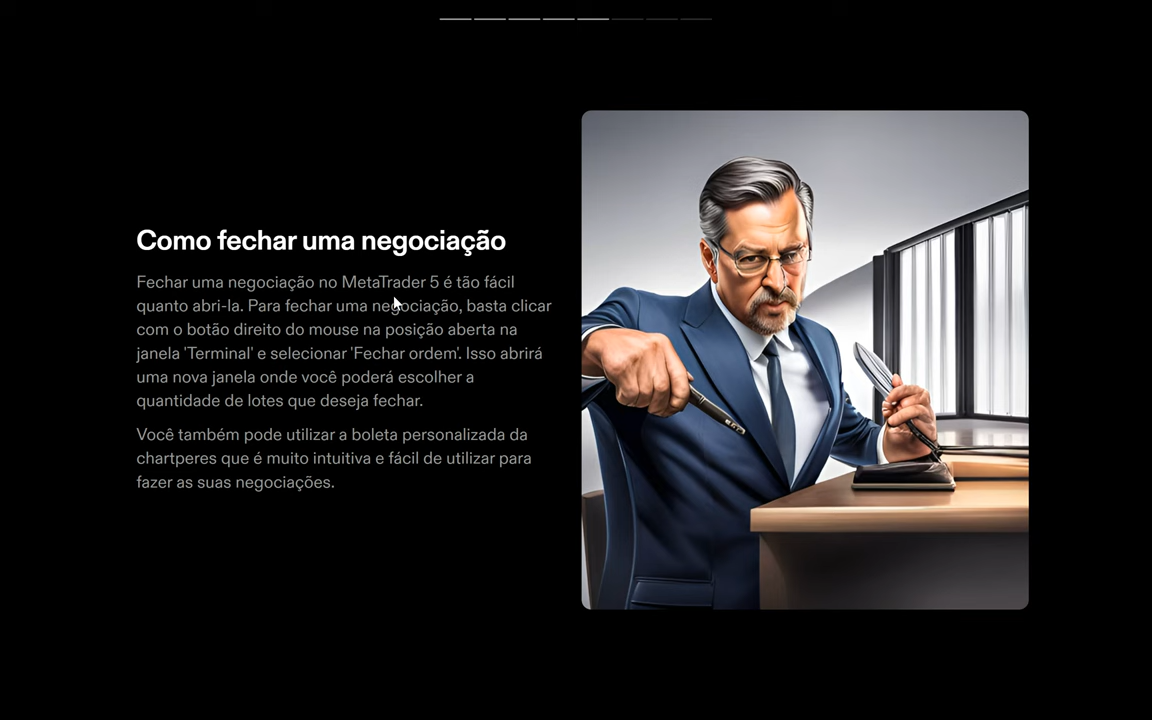 Como fechar uma negociação
Fechar uma negociação no MetaTrader 5 é tão fácil
quanto abri-la. Para fechar uma negociação, basta clicar
com o botão direito do mouse na posição aberta na
janela 'Terminal' e selecionar 'Fechar ordem'. Isso abrirá
uma nova janela onde você poderá escolher a
quantidade de lotes que deseja fechar.
Você também pode utilizar a boleta personalizada da
chartperes que é muito intuitiva e fácil de utilizar para
fazer as suas negociações.